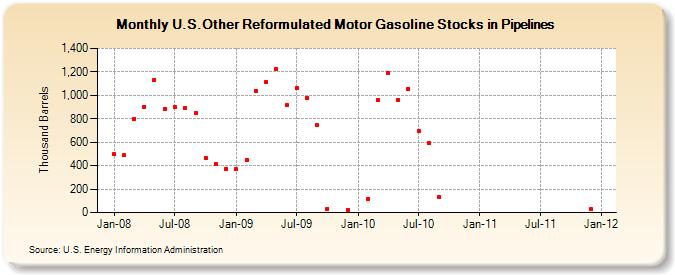 Monthly U.S. Other Reformulated Motor Gasoline Stocks in Pipelines
Thousand Barrels
1,400
1,200
1,000
800
600
400
200
0
Jan-08 Jul-08 Jan-09 Jul-09 Jan-10 Jul-10 Jan-11 Jul-11 Jan-12
Source: U.S. Energy Information Administration